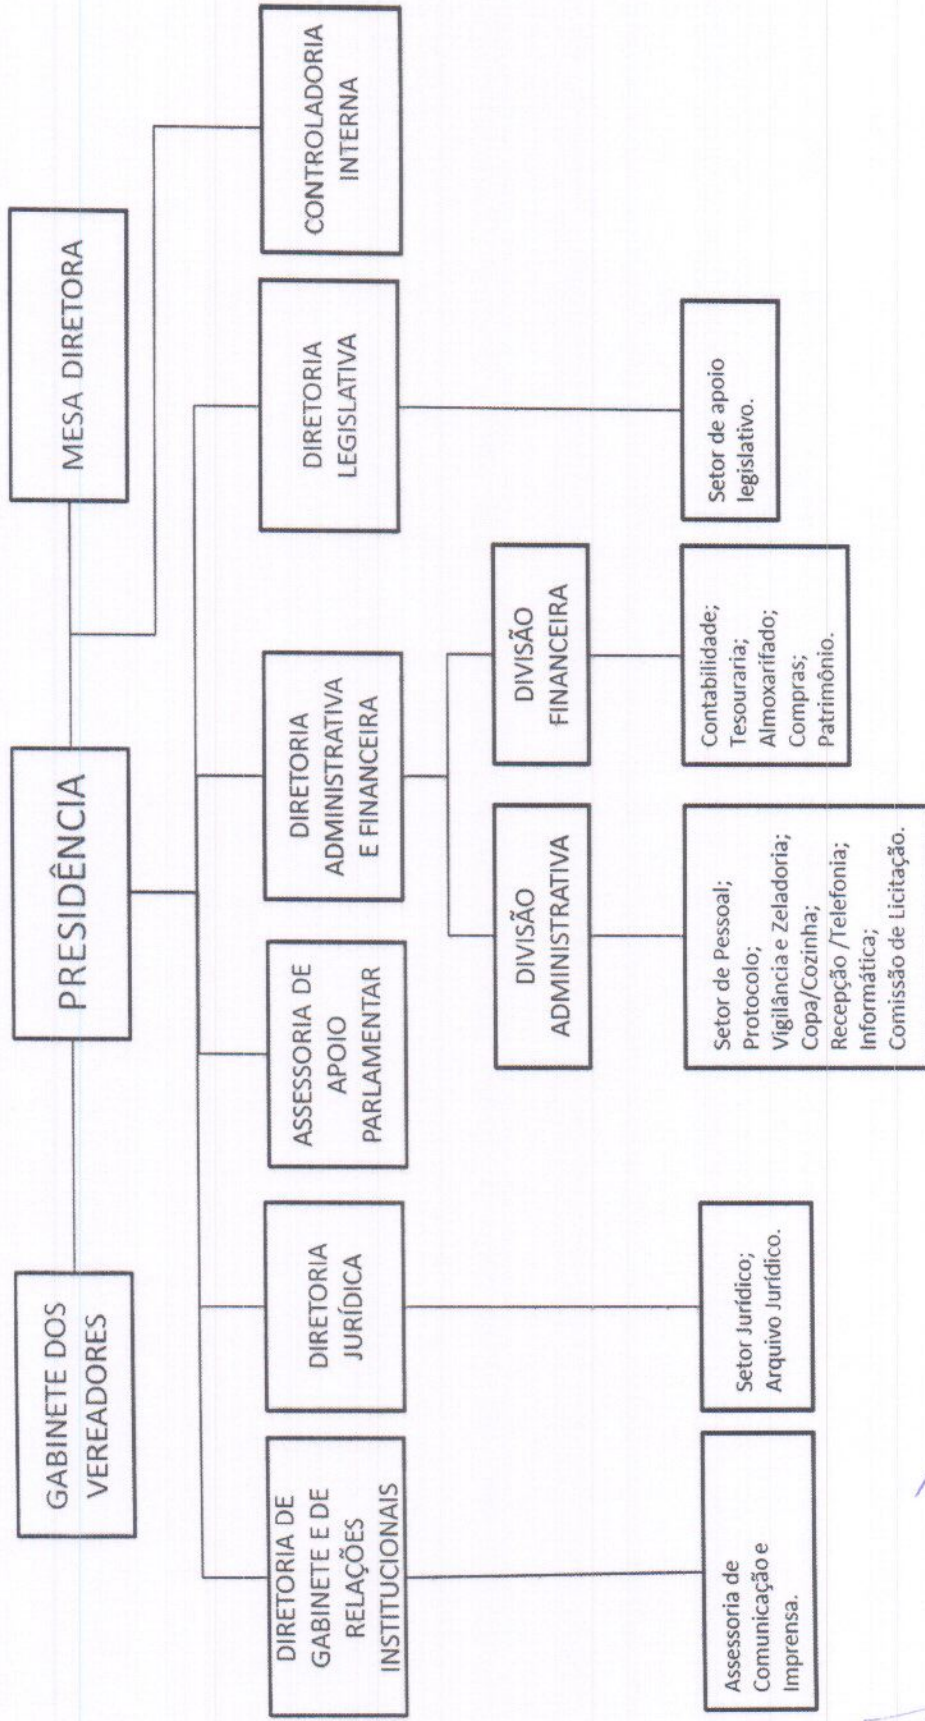 GABINETE DOS
VEREADORES
PRESIDÊNCIA
MESA DIRETORA
DIRETORIA DE
GABINETE E DE
RELAÇÕES
INSTITUCIONAIS
DIRETORIA
JURÍDICA
ASSESSORIA DE
APOIO
PARLAMENTAR
DIRETORIA
ADMINISTRATIVA
E FINANCEIRA
DIRETORIA
LEGISLATIVA
CONTROLADORIA
INTERNA
DIVISÃO
ADMINISTRATIVA
DIVISÃO
FINANCEIRA
Assessoria de
Comunicação e
Imprensa.
Setor Jurídico;
Arquivo Jurídico.
Setor de Pessoal;
Protocolo;
Vigilância e Zeladoria;
Copa/Cozinha;
Recepção /Telefonia;
Informática;
Comissão de Licitação.
Contabilidade;
Tesouraria;
Almoxarifado;
Compras;
Patrimônio.
Setor de apoio
legislativo.